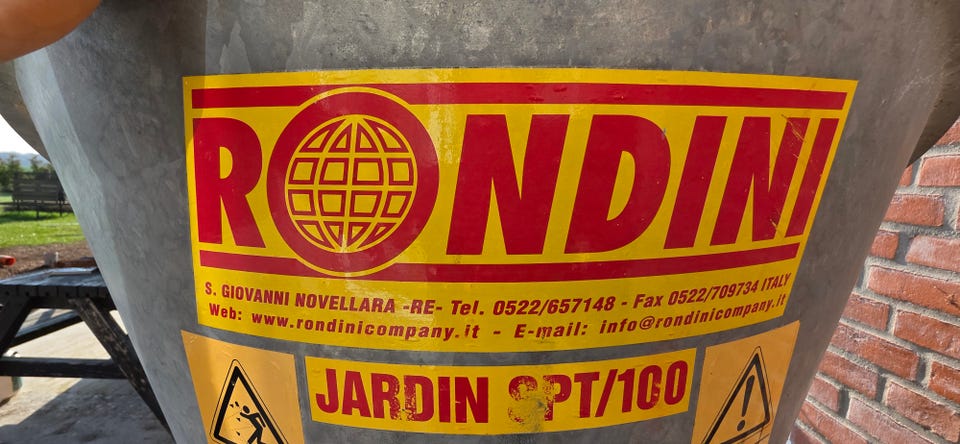 RONDINI
S. GIOVANNI NOVELLARA -RE- Tel. 0522/657148 - Fax 0522/709734 ITALY
Web: www.rondinicompany.it - E-mail: info@rondinicompany.it
JARDIN SPT/100